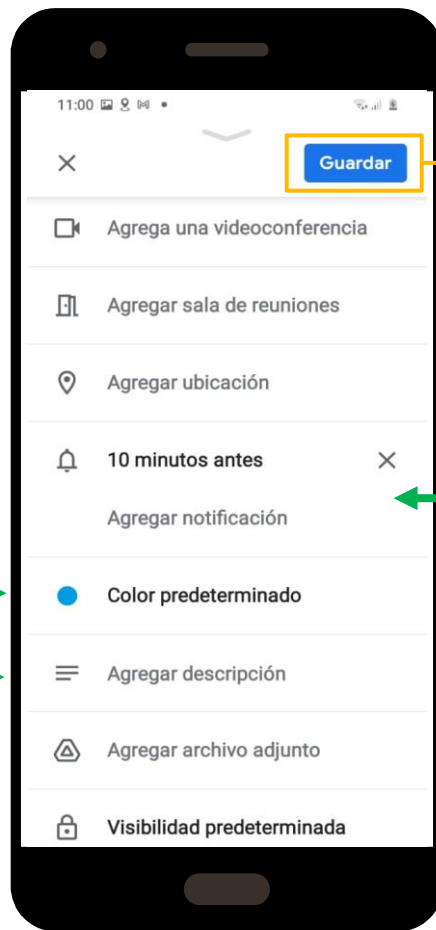 11:00
Guardar
Agrega una videoconferencia
Agregar sala de reuniones
Agregar ubicación
10 minutos antes
Agregar notificación
Color predeterminado
Agregar descripción
Agregar archivo adjunto
Visibilidad predeterminada